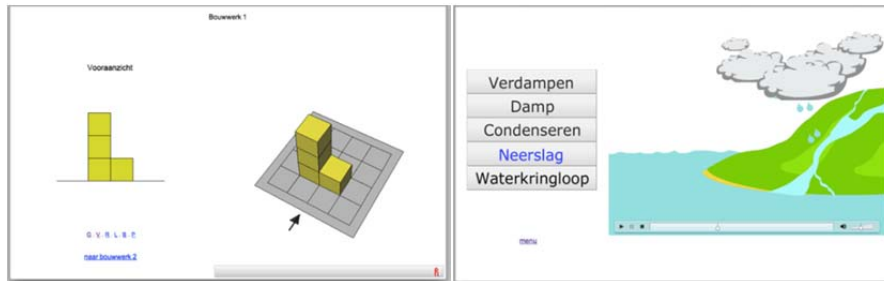 Bouwwerk 1
Vooraanzicht
G. V. R. L. B. P.
naar bouwwerk 2
Verdampen
Damp
Condenseren
Neerslag
Waterkringloop
menu